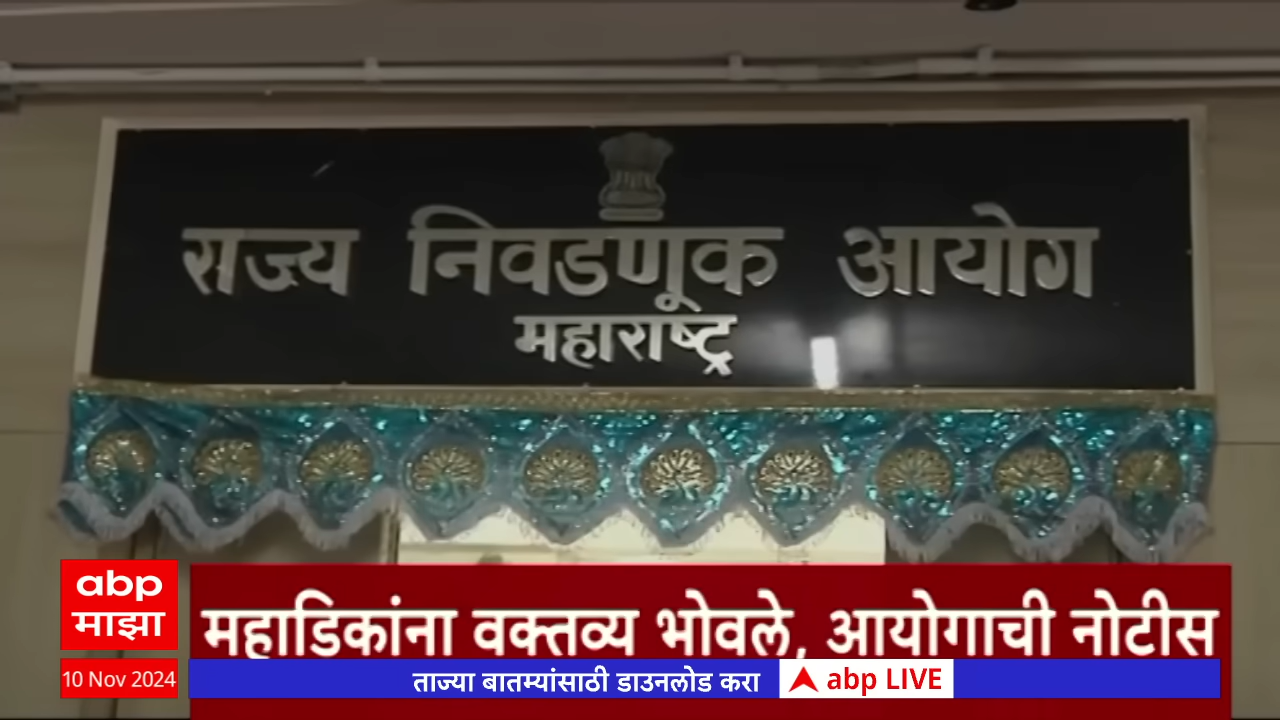 राज्य निवडणूक आयोग
महाराष्ट्र
abp
माझा
महाडिकांना वक्तव्य भोवले, आयोगाची नोटीस
10 Nov 2024
ताज्या बातम्यांसाठी डाउनलोड करा abp LIVE